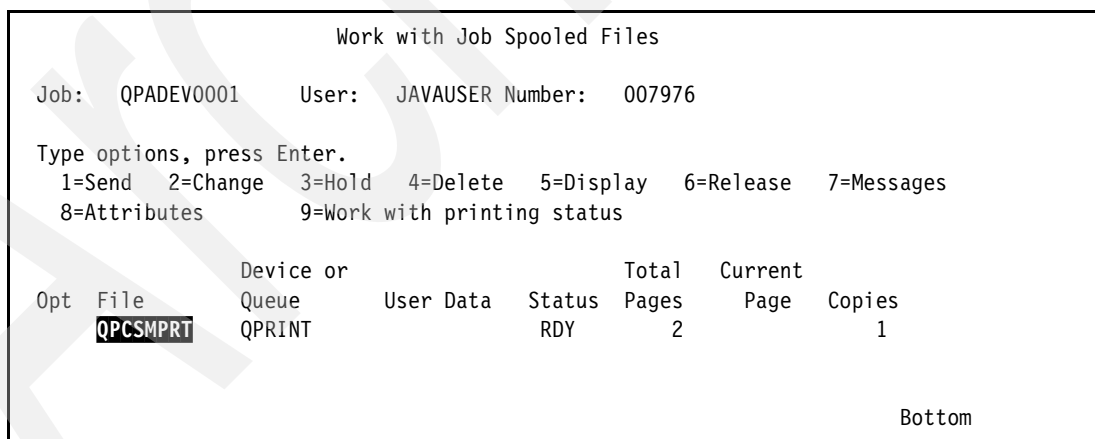 Work with Job Spooled Files
Job: QPADEV0001 User: JAVAUSER Number: 007976
Type options, press Enter.
1=Send 2=Change 3=Hold 4=Delete 5=Display 6=Release 7=Messages
8=Attributes 9=Work with printing status
Device or Total Current
Opt File Queue User Data Status Pages Page Copies
QPCSMPRT QPRINT RDY 2 1
Bottom